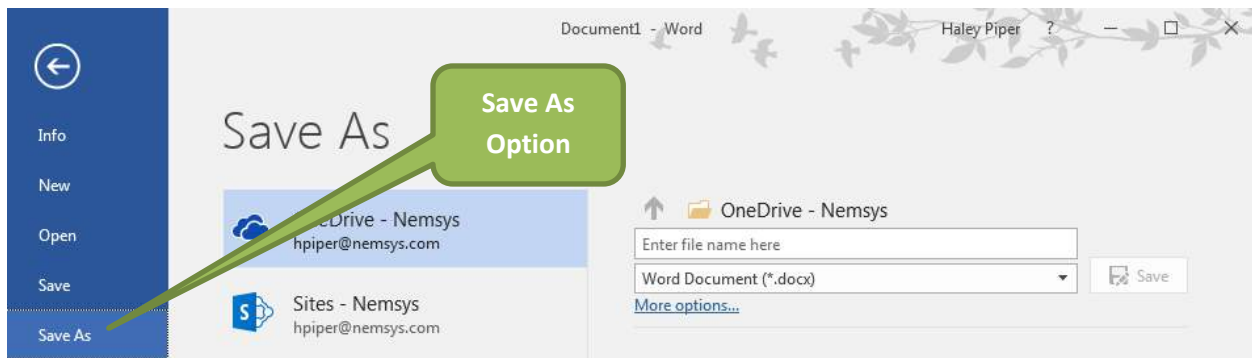 Document1 - Word
Haley Piper ?
Info
New
Open
Save
Save As
Save As
Save As
Option
OneDrive - Nemsys
hpiper@nemsys.com
Sites - Nemsys
hpiper@nemsys.com
OneDrive - Nemsys
Enter file name here
Word Document (*.docx)
Save
More options...